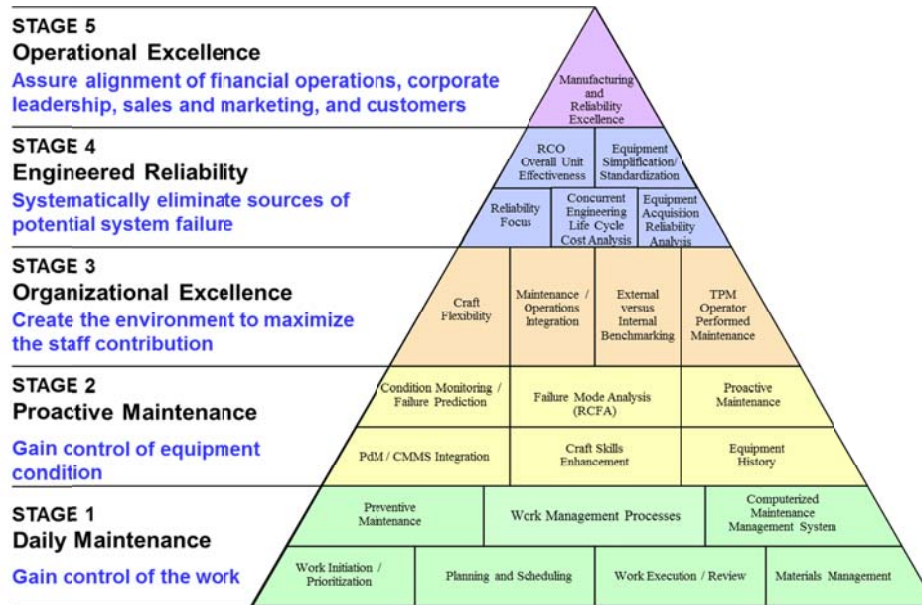 STAGE 5
Operational Excellence
Assure alignment of financial operations, corporate
leadership, sales and marketing, and customers
Manufacturing
and
Reliability
Excellence
STAGE 4
Engineered Reliability
Systematically eliminate sources of
potential system failure
RCO
Overall Unit
Effectiveness
Equipment
Simplification/
Standardization
Reliability
Focus
Concurrent
Engineering
Life Cycle
Cost Analysis
Equipment
Acquisition
Reliability
Analysis
STAGE 3
Organizational Excellence
Create the environment to maximize
the staff contribution
Craft
Flexibility
Maintenance /
Operations
Integration
External
versus
Internal
Benchmarking
TPM
Operator
Performed
Maintenance
STAGE 2
Proactive Maintenance
Gain control of equipment
condition
Condition Monitoring /
Failure Prediction
Failure Mode Analysis
(RCFA)
Proactive
Maintenance
PdM / CMMS Integration
Craft Skills
Enhancement
Equipment
History
STAGE 1
Daily Maintenance
Gain control of the work
Preventive
Maintenance
Work Management Processes
Computerized
Maintenance
Management System
Work Initiation /
Prioritization
Planning and Scheduling
Work Execution / Review
Materials Management